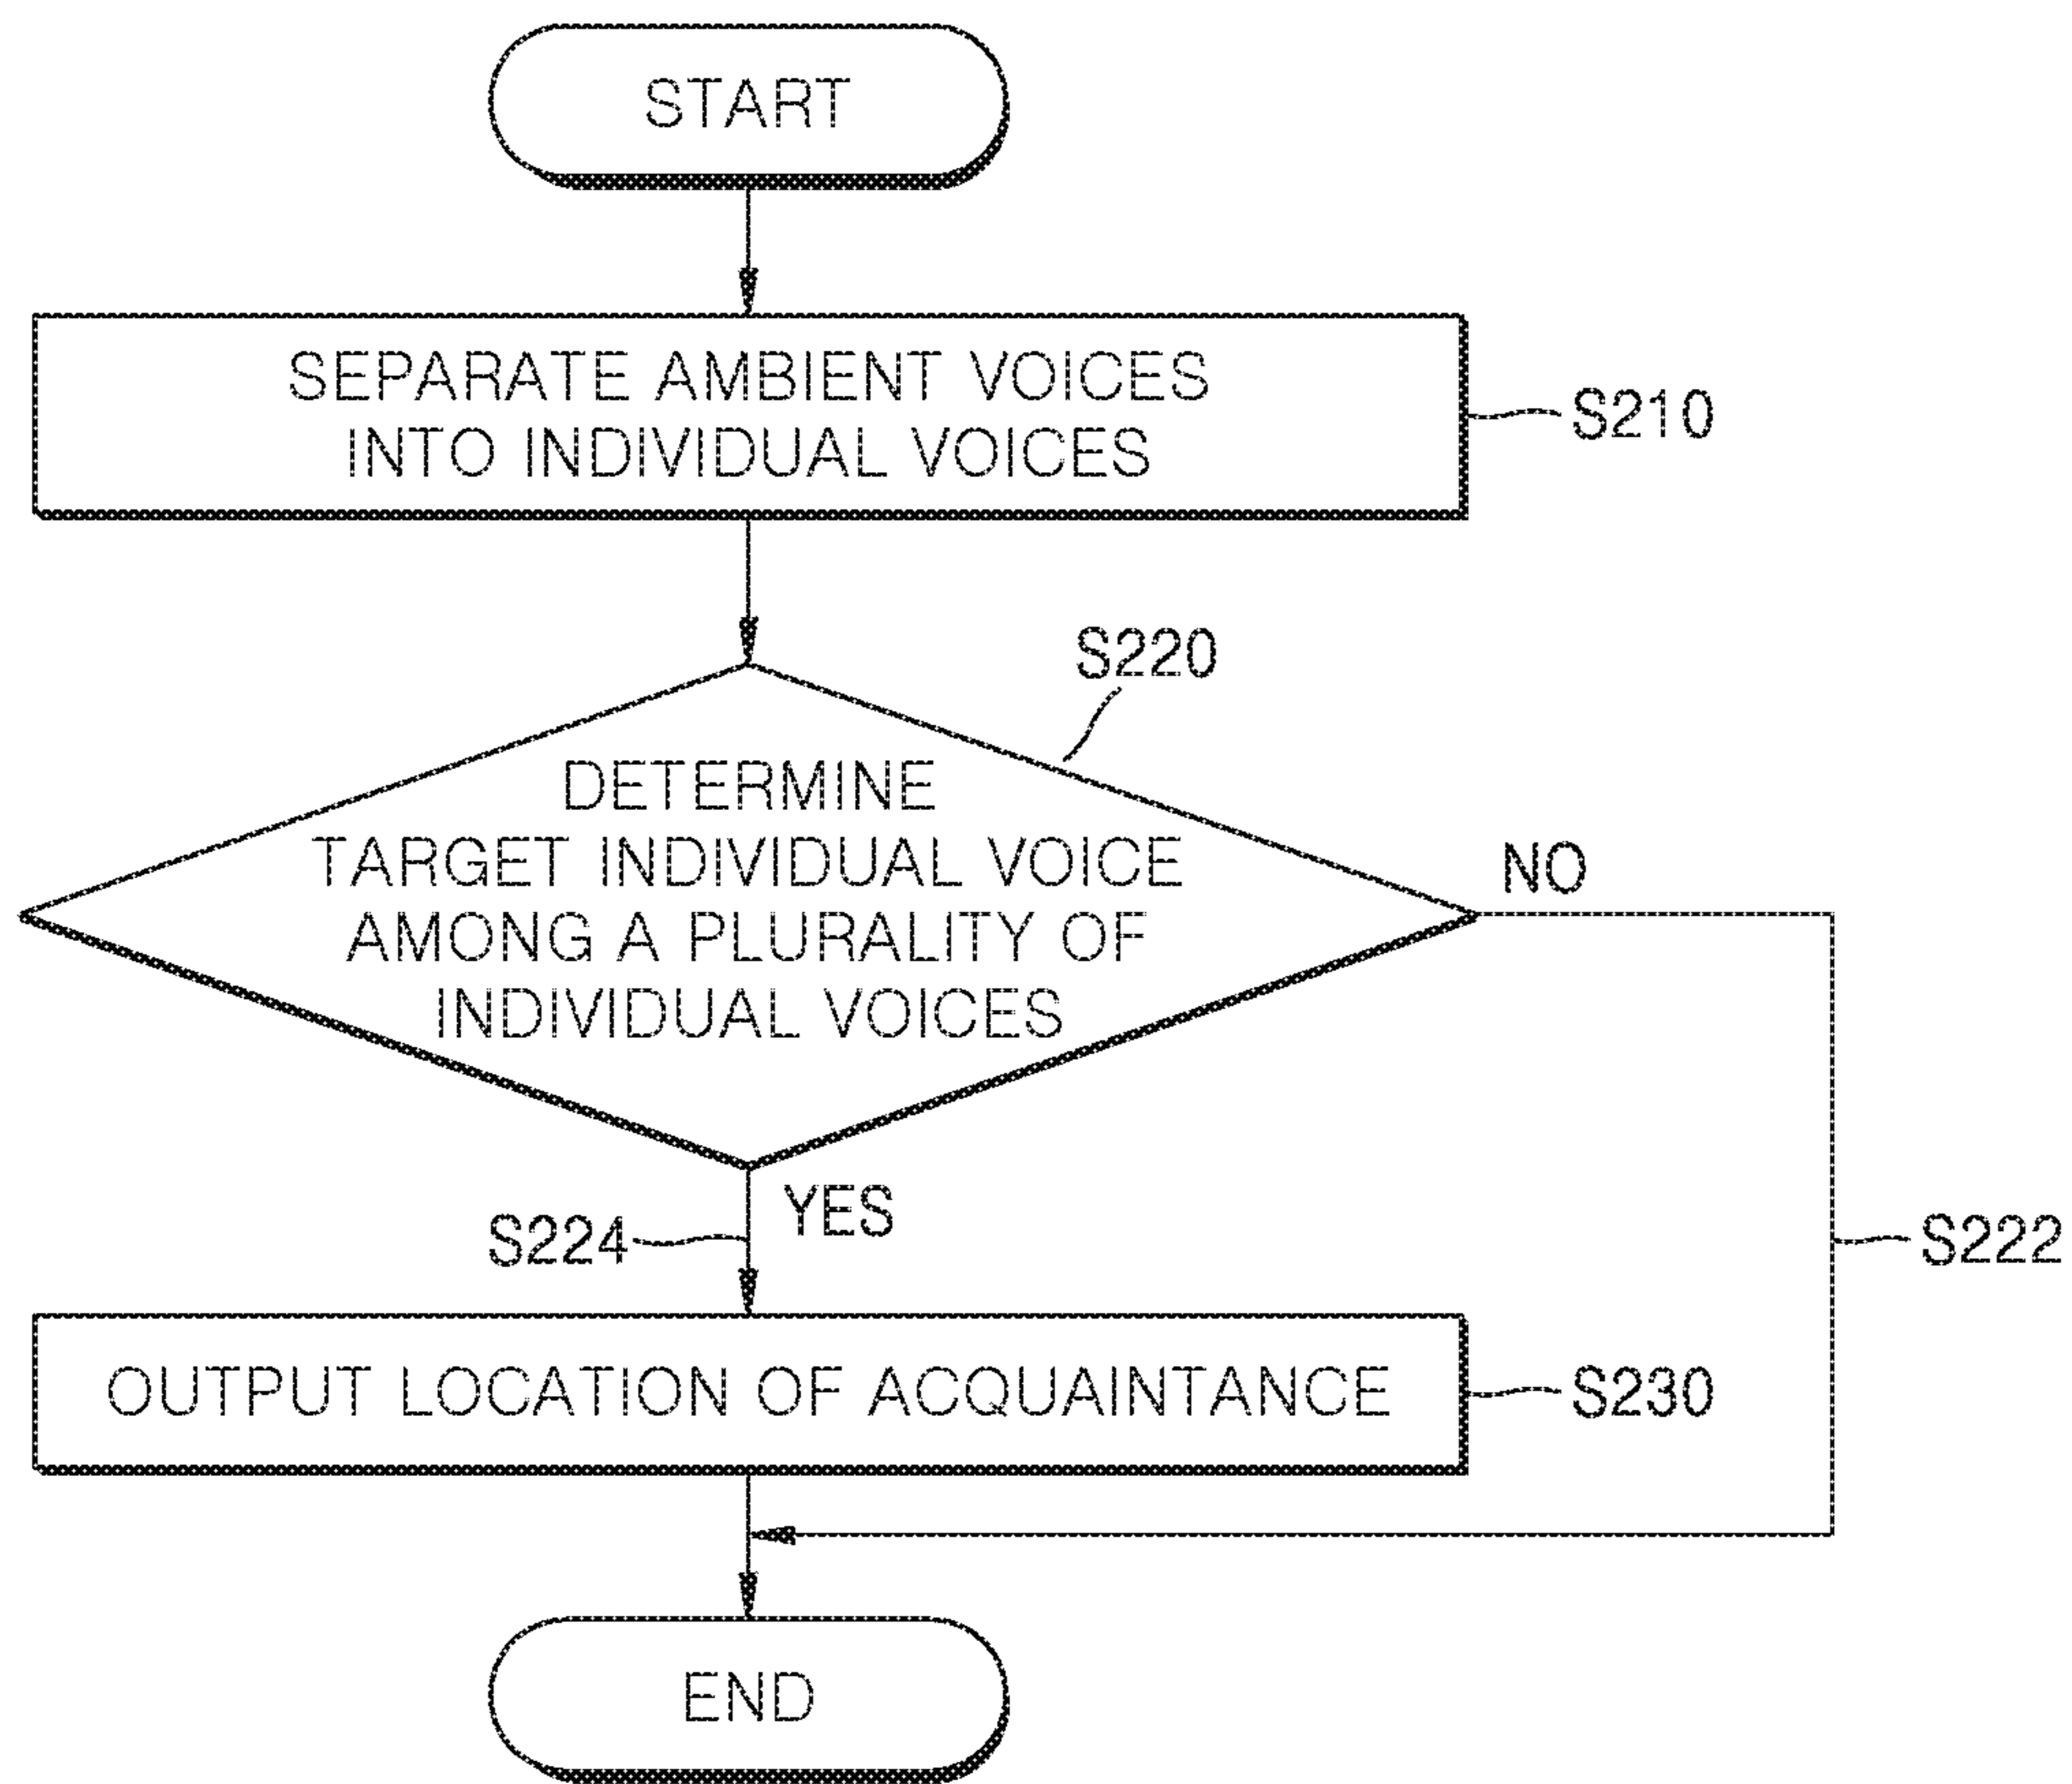 START
SEPARATE AMBIENT VOICES
INTO INDIVIDUAL VOICES
S210
S220
DETERMINE
TARGET INDIVIDUAL VOICE
AMONG A PLURALITY OF
INDIVIDUAL VOICES
NO
YES
S224
S222
OUTPUT LOCATION OF ACQUAINTANCE
S230
END